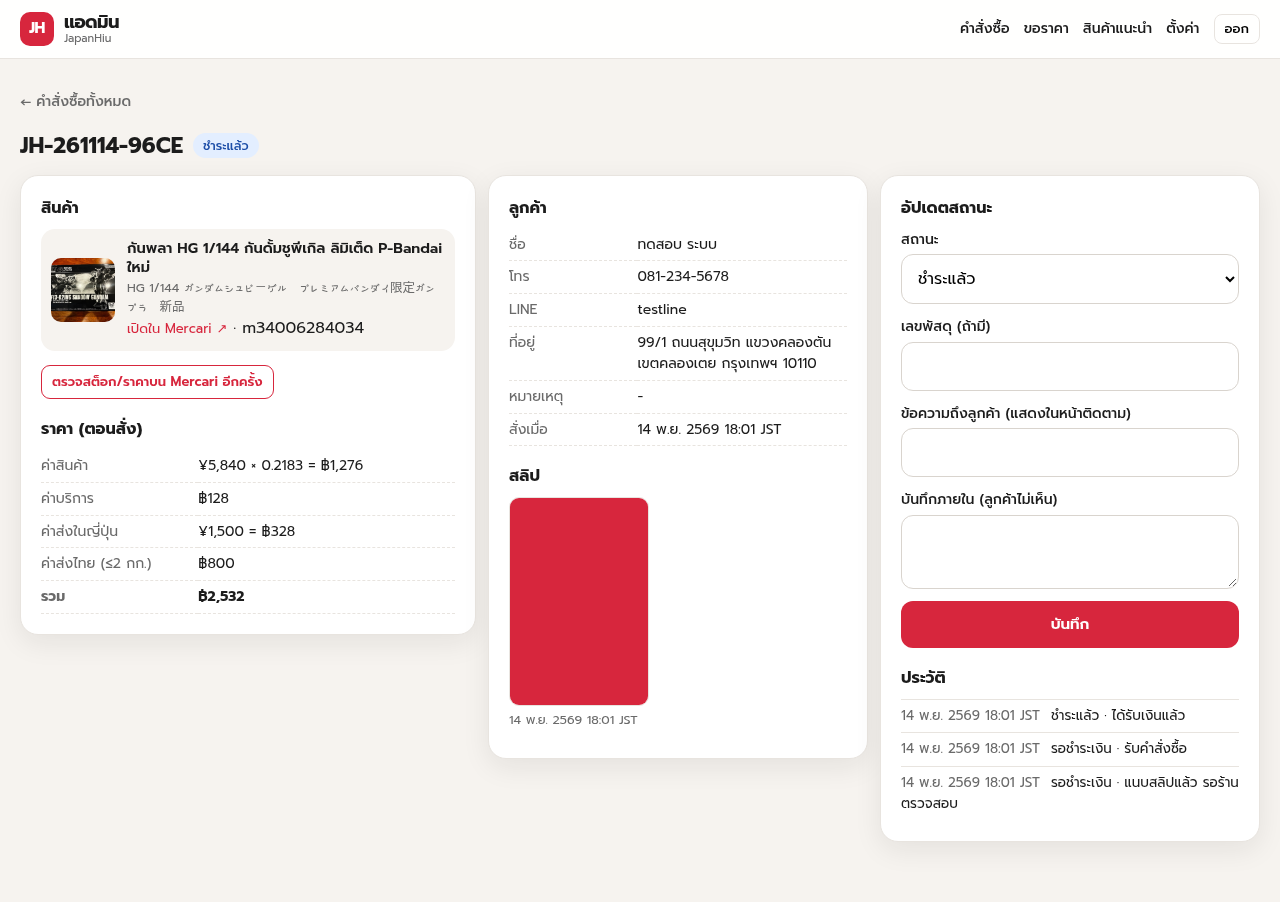 JH
แอดมิน
JapanHiu
คำสั่งซื้อ
ขอราคา
สินค้าแนะนำ
ตั้งค่า
ออก
← คำสั่งซื้อทั้งหมด
JH-261114-96CE
ชำระแล้ว
สินค้า
กันพลา HG 1/144 กันดั้มชูพีเกิล ลิมิเต็ด P-Bandai
ใหม่
HG 1/144 ガンダムシュピーゲル　プレミアムバンダイ限定ガン
プラ　新品
เปิดใน Mercari ↗ · m34006284034
ตรวจสต็อก/ราคาบน Mercari อีกครั้ง
ราคา (ตอนสั่ง)
ค่าสินค้า ¥5,840 × 0.2183 = ฿1,276
ค่าบริการ ฿128
ค่าส่งในญี่ปุ่น ¥1,500 = ฿328
ค่าส่งไทย (≤2 กก.) ฿800
รวม ฿2,532
ลูกค้า
ชื่อ ทดสอบ ระบบ
โทร 081-234-5678
LINE testline
ที่อยู่ 99/1 ถนนสุขุมวิท แขวงคลองตัน
เขตคลองเตย กรุงเทพฯ 10110
หมายเหตุ -
สั่งเมื่อ 14 พ.ย. 2569 18:01 JST
สลิป
14 พ.ย. 2569 18:01 JST
อัปเดตสถานะ
สถานะ
ชำระแล้ว
เลขพัสดุ (ถ้ามี)
ข้อความถึงลูกค้า (แสดงในหน้าติดตาม)
บันทึกภายใน (ลูกค้าไม่เห็น)
บันทึก
ประวัติ
14 พ.ย. 2569 18:01 JST ชำระแล้ว · ได้รับเงินแล้ว
14 พ.ย. 2569 18:01 JST รอชำระเงิน · รับคำสั่งซื้อ
14 พ.ย. 2569 18:01 JST รอชำระเงิน · แนบสลิปแล้ว รอร้าน
ตรวจสอบ